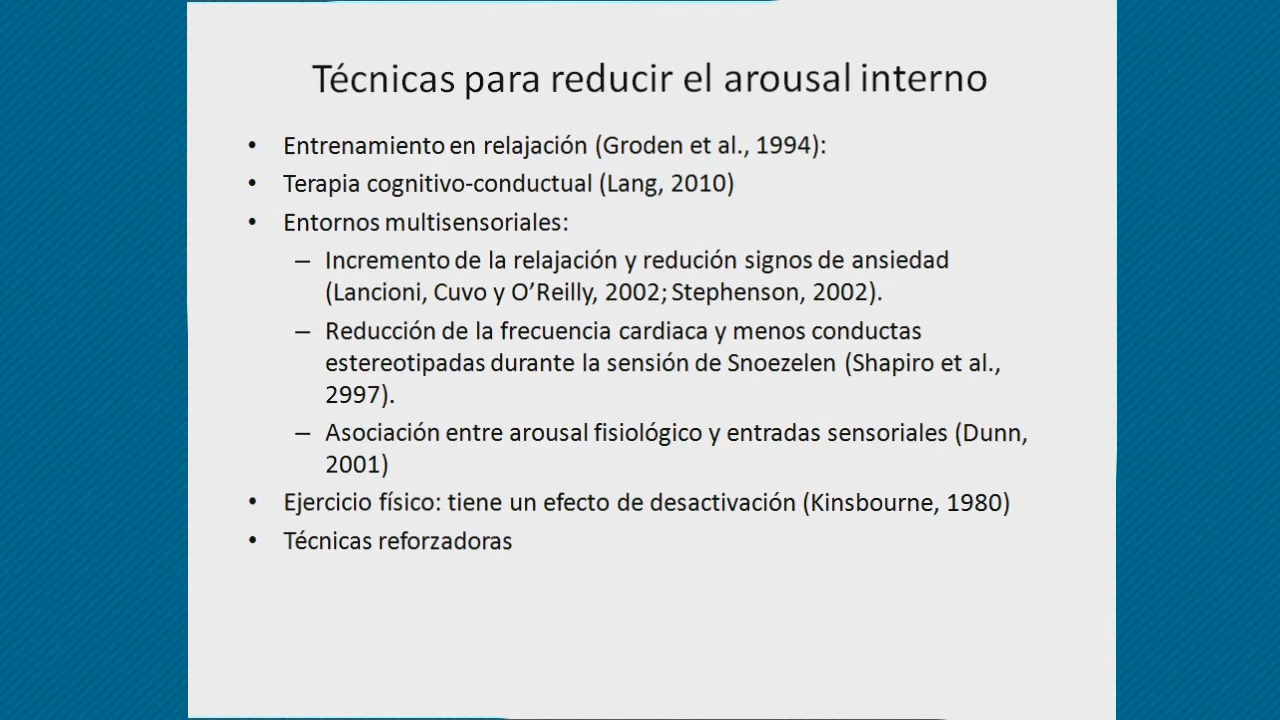 Técnicas para reducir el arousal interno
• Entrenamiento en relajación (Groden et al., 1994):
• Terapia cognitivo-conductual (Lang, 2010)
• Entornos multisensoriales:
– Incremento de la relajación y redución signos de ansiedad
(Lancioni, Cuvo y O’Reilly, 2002; Stephenson, 2002).
– Reducción de la frecuencia cardiaca y menos conductas
estereotipadas durante la sensión de Snoezelen (Shapiro et al.,
2997).
– Asociación entre arousal fisiológico y entradas sensoriales (Dunn,
2001)
• Ejercicio físico: tiene un efecto de desactivación (Kinsbourne, 1980)
• Técnicas reforzadoras